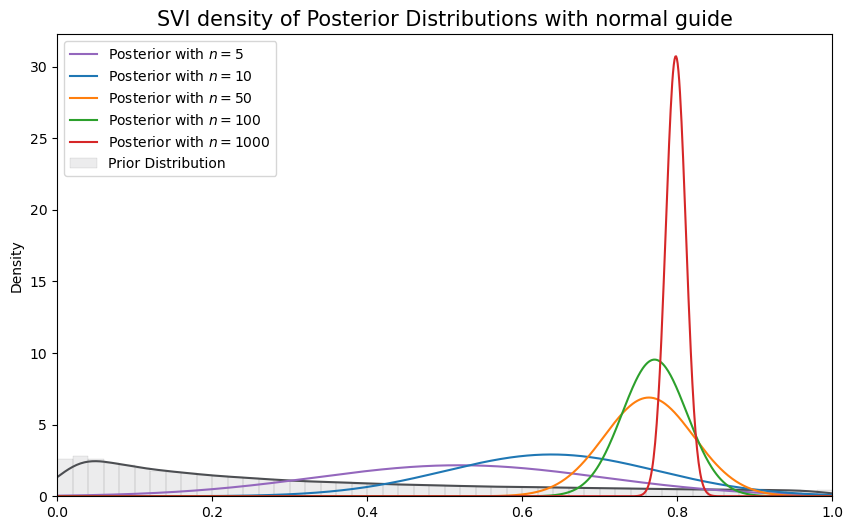 SVI density of Posterior Distributions with normal guide
Posterior with n = 5
Posterior with n = 10
Posterior with n = 50
Posterior with n = 100
Posterior with n = 1000
Prior Distribution
Density
30
25
20
15
10
5
0
0.0 0.2 0.4 0.6 0.8 1.0